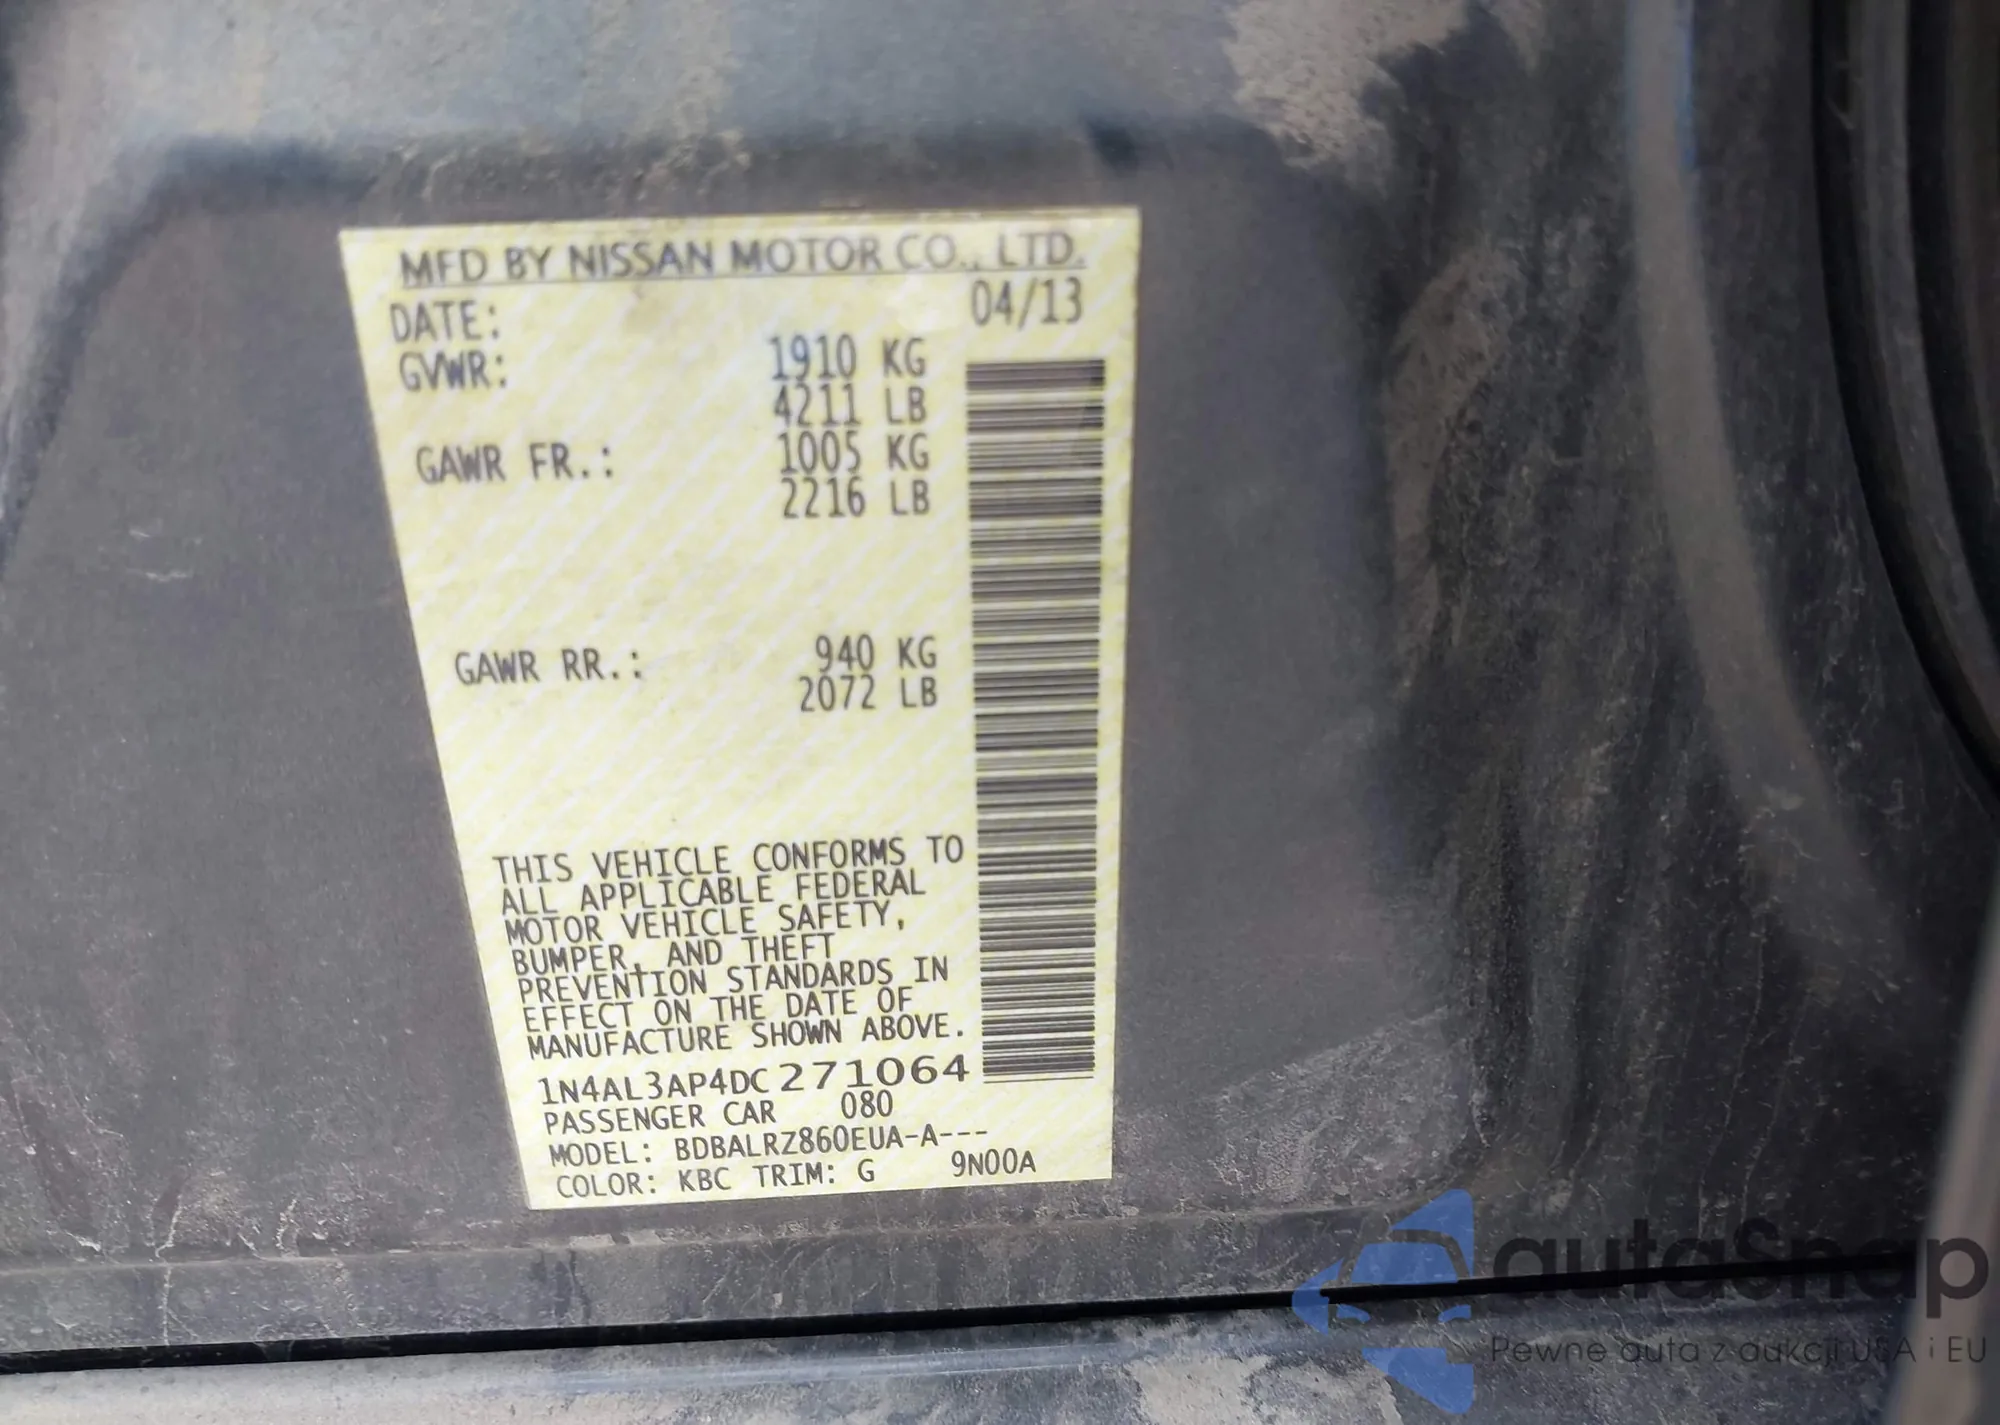 MFD BY NISSAN MOTOR CO., LTD.
DATE: 04/13
GVWR: 1910 KG
4211 LB
GAWR FR.: 1005 KG
2216 LB
GAWR RR.: 940 KG
2072 LB
THIS VEHICLE CONFORMS TO
ALL APPLICABLE FEDERAL
MOTOR VEHICLE SAFETY,
BUMPER, AND THEFT
PREVENTION STANDARDS IN
EFFECT ON THE DATE OF
MANUFACTURE SHOWN ABOVE.
1N4AL3AP4DC271064
PASSENGER CAR 080
MODEL: BDBALRZ860EUA-A---
COLOR: KBC TRIM: G 9N00A
autaSnap
Pewne auta z aukcji USA i EU